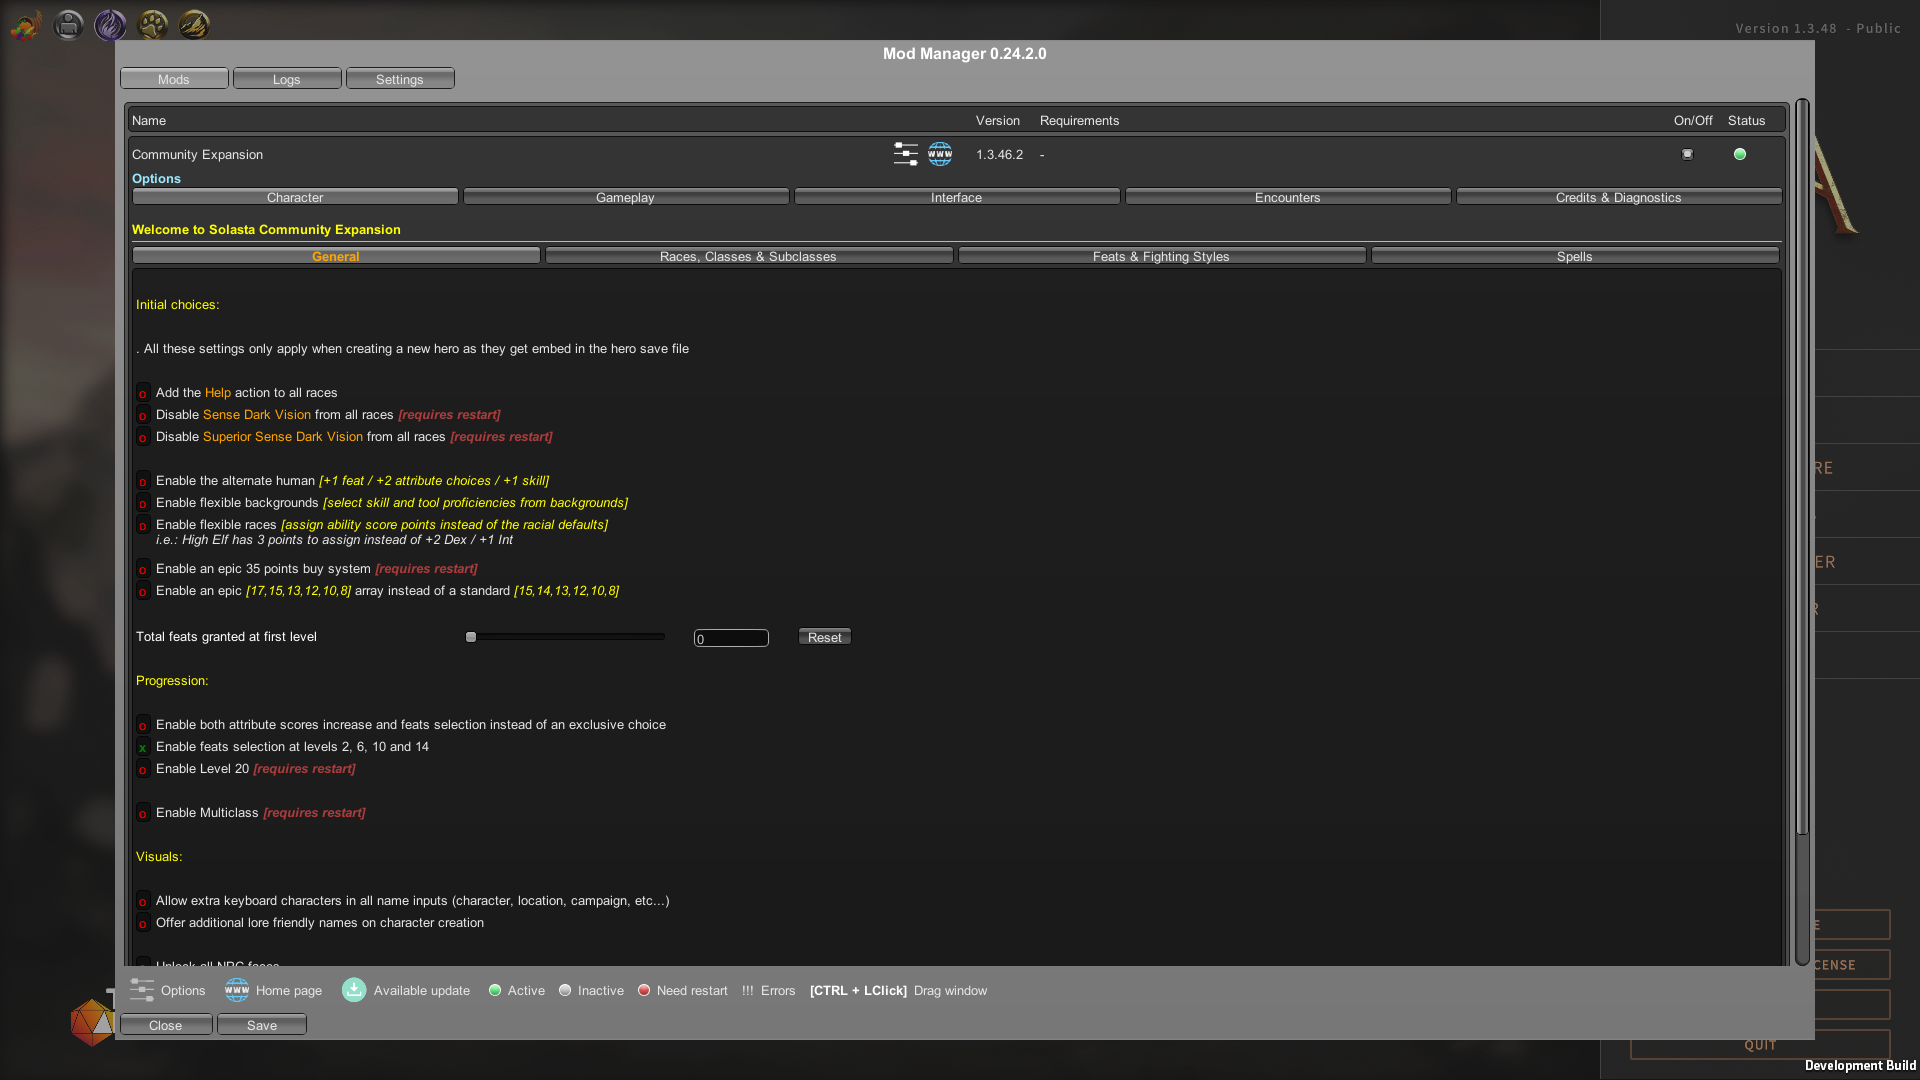 Version 1.3.48 - Public
Mod Manager 0.24.2.0
Mods Logs Settings
Name Version Requirements On/Off Status
Community Expansion www 1.3.46.2 -
Options
Character Gameplay Interface Encounters Credits & Diagnostics
Welcome to Solasta Community Expansion
General Races, Classes & Subclasses Feats & Fighting Styles Spells
Initial choices:
. All these settings only apply when creating a new hero as they get embed in the hero save file
o Add the Help action to all races
o Disable Sense Dark Vision from all races [requires restart]
o Disable Superior Sense Dark Vision from all races [requires restart]
o Enable the alternate human [+1 feat / +2 attribute choices / +1 skill]
o Enable flexible backgrounds [select skill and tool proficiencies from backgrounds]
o Enable flexible races [assign ability score points instead of the racial defaults]
i.e.: High Elf has 3 points to assign instead of +2 Dex / +1 Int
o Enable an epic 35 points buy system [requires restart]
o Enable an epic [17,15,13,12,10,8] array instead of a standard [15,14,13,12,10,8]
Total feats granted at first level 0 Reset
Progression:
o Enable both attribute scores increase and feats selection instead of an exclusive choice
x Enable feats selection at levels 2, 6, 10 and 14
o Enable Level 20 [requires restart]
o Enable Multiclass [requires restart]
Visuals:
o Allow extra keyboard characters in all name inputs (character, location, campaign, etc...)
o Offer additional lore friendly names on character creation
Unlock all NPC faces
Options www Home page Available update Active Inactive Need restart !!! Errors [CTRL + LClick] Drag window
Close Save
RE
ER
R
E
CENSE
QUIT
Development Build